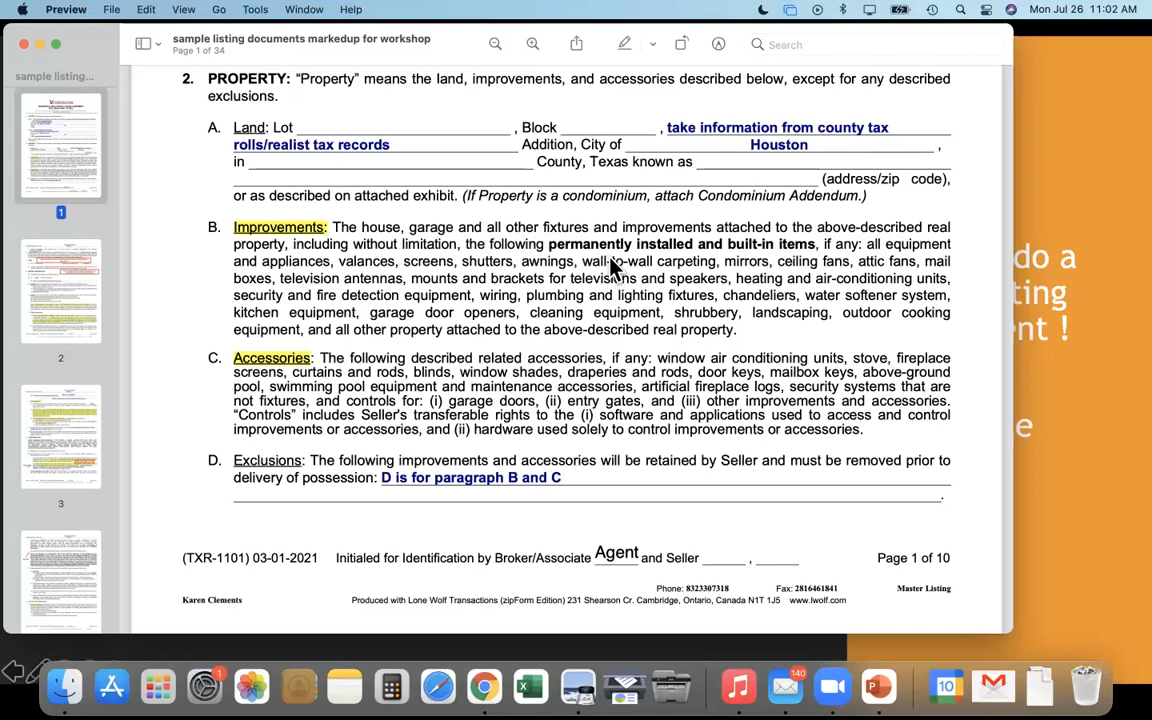 Preview File Edit View Go Tools Window Help Mon Jul 26 11:02 AM
sample listing documents markedup for workshop
Page 1 of 34
Search
sample listing...
1
2
3
2. PROPERTY: “Property” means the land, improvements, and accessories described below, except for any described
exclusions.
A. Land: Lot , Block , take information from county tax
rolls/realist tax records Addition, City of Houston ,
in County, Texas known as
(address/zip code),
or as described on attached exhibit. (If Property is a condominium, attach Condominium Addendum.)
B. Improvements: The house, garage and all other fixtures and improvements attached to the above-described real
property, including without limitation, the following permanently installed and built-in items, if any: all equipment
and appliances, valances, screens, shutters, awnings, wall-to-wall carpeting, mirrors, ceiling fans, attic fans, mail
boxes, television antennas, mounts and brackets for televisions and speakers, heating and air-conditioning units,
security and fire detection equipment, wiring, plumbing and lighting fixtures, chandeliers, water softener system,
kitchen equipment, garage door openers, cleaning equipment, shrubbery, landscaping, outdoor cooking
equipment, and all other property attached to the above-described real property.
C. Accessories: The following described related accessories, if any: window air conditioning units, stove, fireplace
screens, curtains and rods, blinds, window shades, draperies and rods, door keys, mailbox keys, above-ground
pool, swimming pool equipment and maintenance accessories, artificial fireplace logs, security systems that are
not fixtures, and controls for: (i) garage doors, (ii) entry gates, and (iii) other improvements and accessories.
“Controls” includes Seller's transferable rights to the (i) software and applications used to access and control
improvements or accessories, and (ii) hardware used solely to control improvements or accessories.
D. Exclusions: The following improvements and accessories will be retained by Seller and must be removed prior to
delivery of possession: D is for paragraph B and C
.
(TXR-1101) 03-01-2021 Initialed for Identification by Broker/Associate Agent and Seller , Page 1 of 10
Phone: 8323307318 Fax: 2816461841 Master Listing
Karen Clements Produced with Lone Wolf Transactions (zipForm Edition) 231 Shearson Cr. Cambridge, Ontario, Canada N1T 1J5 www.lwolf.com
do a
ting
nt !
e
1
140
10